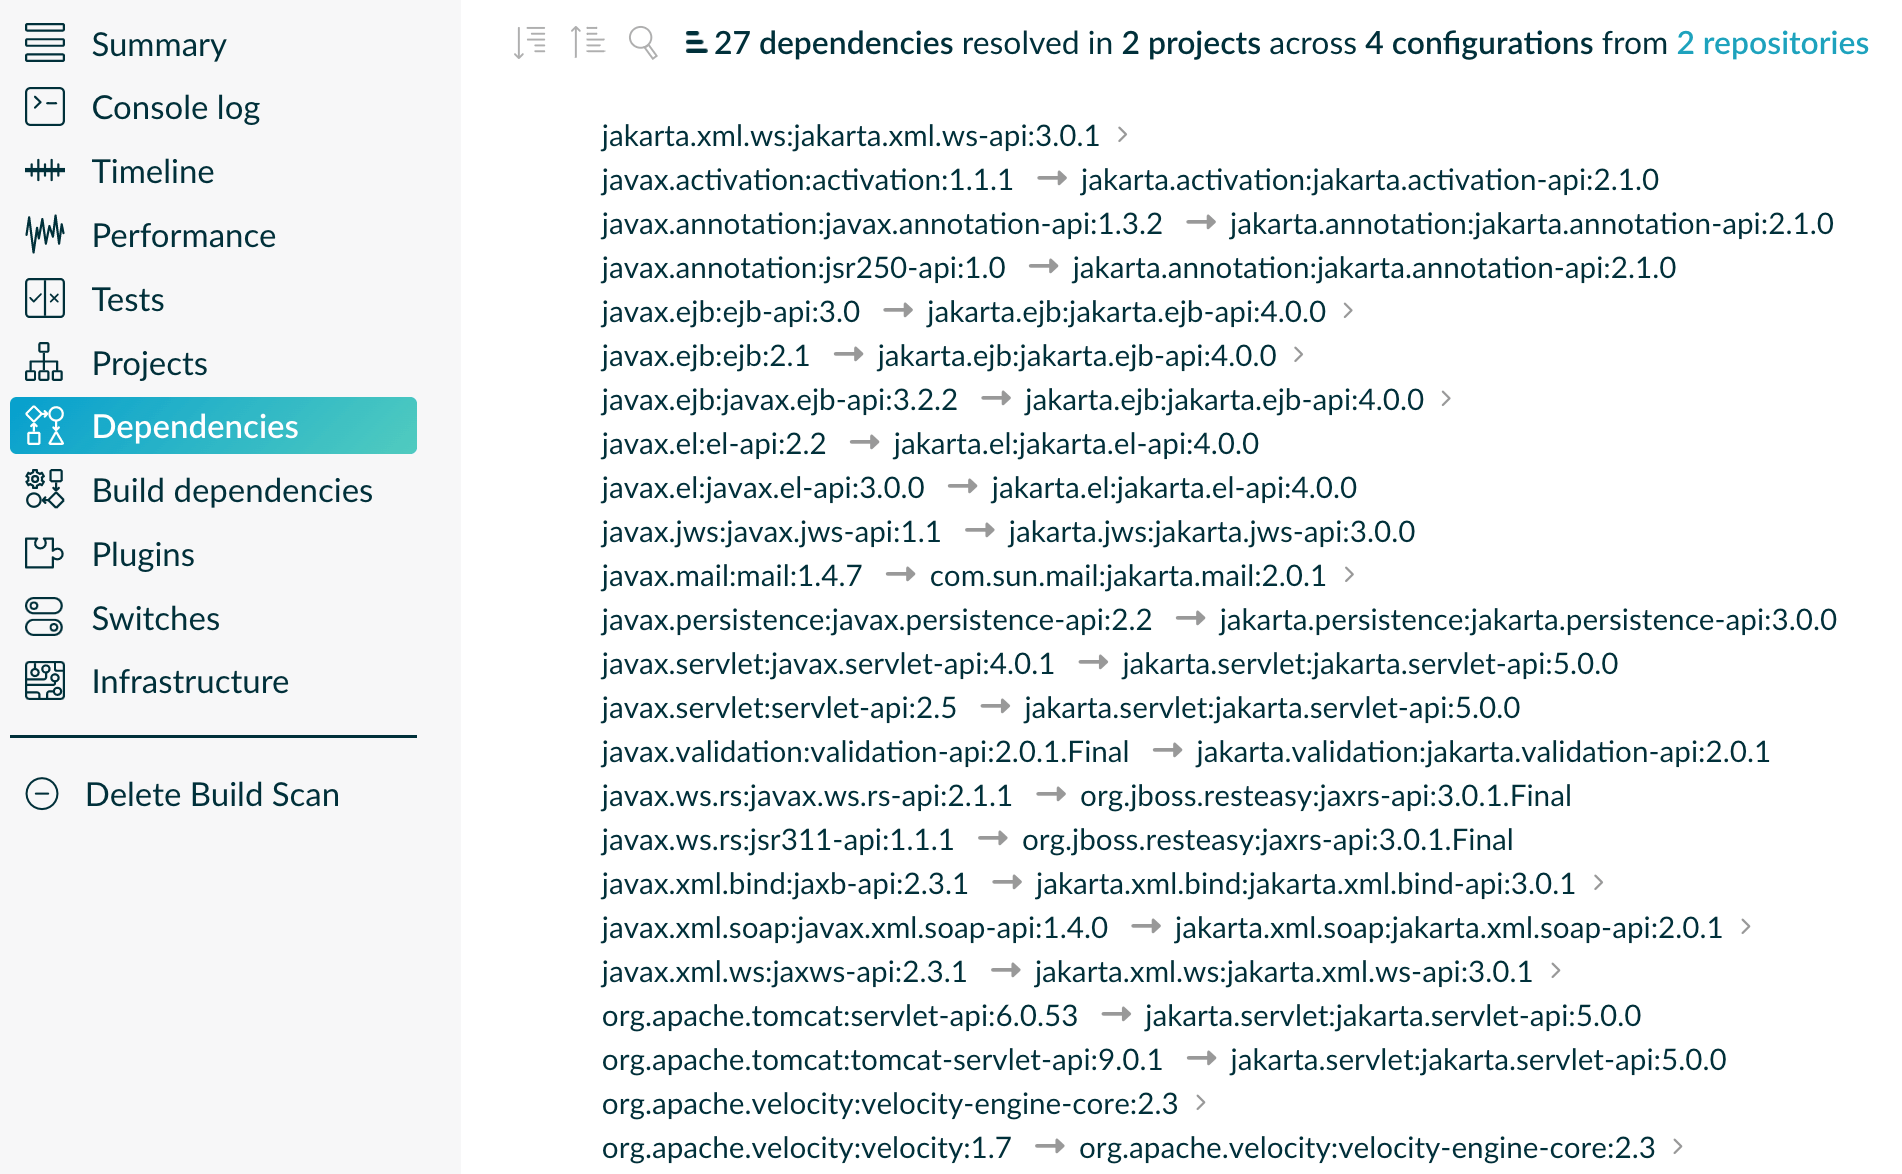 Summary
Console log
Timeline
Performance
Tests
Projects
Dependencies
Build dependencies
Plugins
Switches
Infrastructure
Delete Build Scan
27 dependencies resolved in 2 projects across 4 configurations from 2 repositories
jakarta.xml.ws:jakarta.xml.ws-api:3.0.1 >
javax.activation:activation:1.1.1 → jakarta.activation:jakarta.activation-api:2.1.0
javax.annotation:javax.annotation-api:1.3.2 → jakarta.annotation:jakarta.annotation-api:2.1.0
javax.annotation:jsr250-api:1.0 → jakarta.annotation:jakarta.annotation-api:2.1.0
javax.ejb:ejb-api:3.0 → jakarta.ejb:jakarta.ejb-api:4.0.0 >
javax.ejb:ejb:2.1 → jakarta.ejb:jakarta.ejb-api:4.0.0 >
javax.ejb:javax.ejb-api:3.2.2 → jakarta.ejb:jakarta.ejb-api:4.0.0 >
javax.el:el-api:2.2 → jakarta.el:jakarta.el-api:4.0.0
javax.el:javax.el-api:3.0.0 → jakarta.el:jakarta.el-api:4.0.0
javax.jws:javax.jws-api:1.1 → jakarta.jws:jakarta.jws-api:3.0.0
javax.mail:mail:1.4.7 → com.sun.mail:jakarta.mail:2.0.1 >
javax.persistence:javax.persistence-api:2.2 → jakarta.persistence:jakarta.persistence-api:3.0.0
javax.servlet:javax.servlet-api:4.0.1 → jakarta.servlet:jakarta.servlet-api:5.0.0
javax.servlet:servlet-api:2.5 → jakarta.servlet:jakarta.servlet-api:5.0.0
javax.validation:validation-api:2.0.1.Final → jakarta.validation:jakarta.validation-api:2.0.1
javax.ws.rs:javax.ws.rs-api:2.1.1 → org.jboss.resteasy:jaxrs-api:3.0.1.Final
javax.ws.rs:jsr311-api:1.1.1 → org.jboss.resteasy:jaxrs-api:3.0.1.Final
javax.xml.bind:jaxb-api:2.3.1 → jakarta.xml.bind:jakarta.xml.bind-api:3.0.1 >
javax.xml.soap:javax.xml.soap-api:1.4.0 → jakarta.xml.soap:jakarta.xml.soap-api:2.0.1 >
javax.xml.ws:jaxws-api:2.3.1 → jakarta.xml.ws:jakarta.xml.ws-api:3.0.1 >
org.apache.tomcat:servlet-api:6.0.53 → jakarta.servlet:jakarta.servlet-api:5.0.0
org.apache.tomcat:tomcat-servlet-api:9.0.1 → jakarta.servlet:jakarta.servlet-api:5.0.0
org.apache.velocity:velocity-engine-core:2.3 >
org.apache.velocity:velocity:1.7 → org.apache.velocity:velocity-engine-core:2.3 >